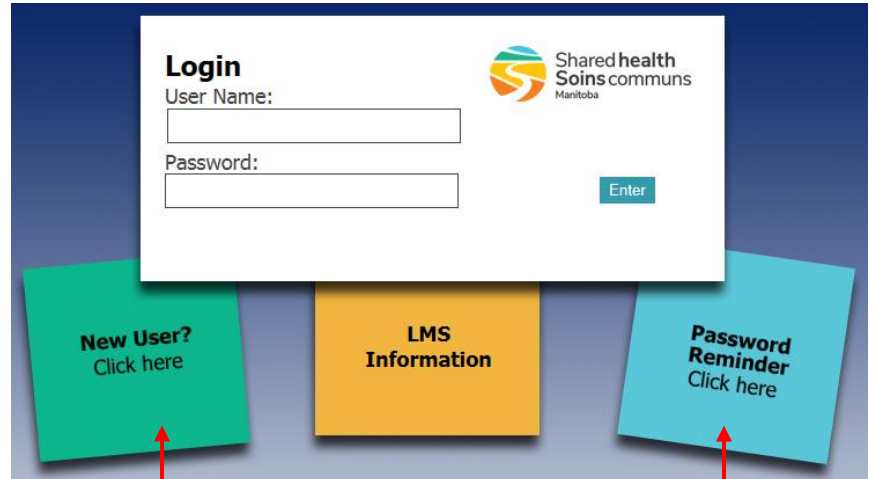 Login
User Name:
Password:
Enter
Shared health
Soins communs
Manitoba
New User?
Click here
LMS
Information
Password
Reminder
Click here